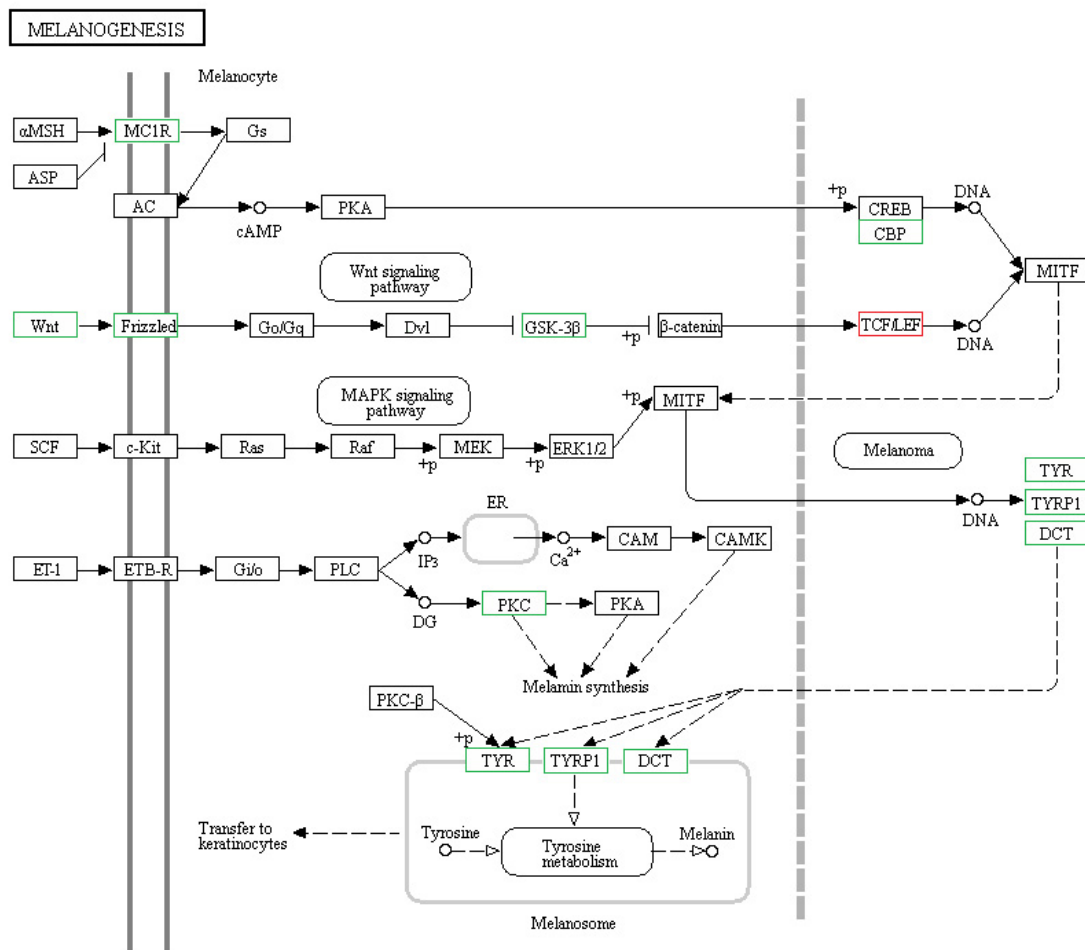 MELANOGENESIS
Melanocyte
αMSH
MC1R
Gs
ASP
AC
cAMP
PKA
+p
CREB
CBP
DNA
MITF
Wnt signaling
pathway
Wnt
Frizzled
Go/Gq
Dvl
GSK-3β
+p
β-catenin
TCF/LEF
DNA
MAPK signaling
pathway
+p
MITF
SCF
c-Kit
Ras
Raf
+p
MEK
+p
ERK1/2
Melanoma
TYR
TYRP1
DCT
DNA
ER
ET-1
ETB-R
Gi/o
PLC
IP3
Ca2+
CAM
CAMK
DG
PKC
PKA
Melamin synthesis
PKC-β
+p
TYR
TYRP1
DCT
Transfer to
keratinocytes
Tyrosine
Tyrosine
metabolism
Melanin
Melanosome